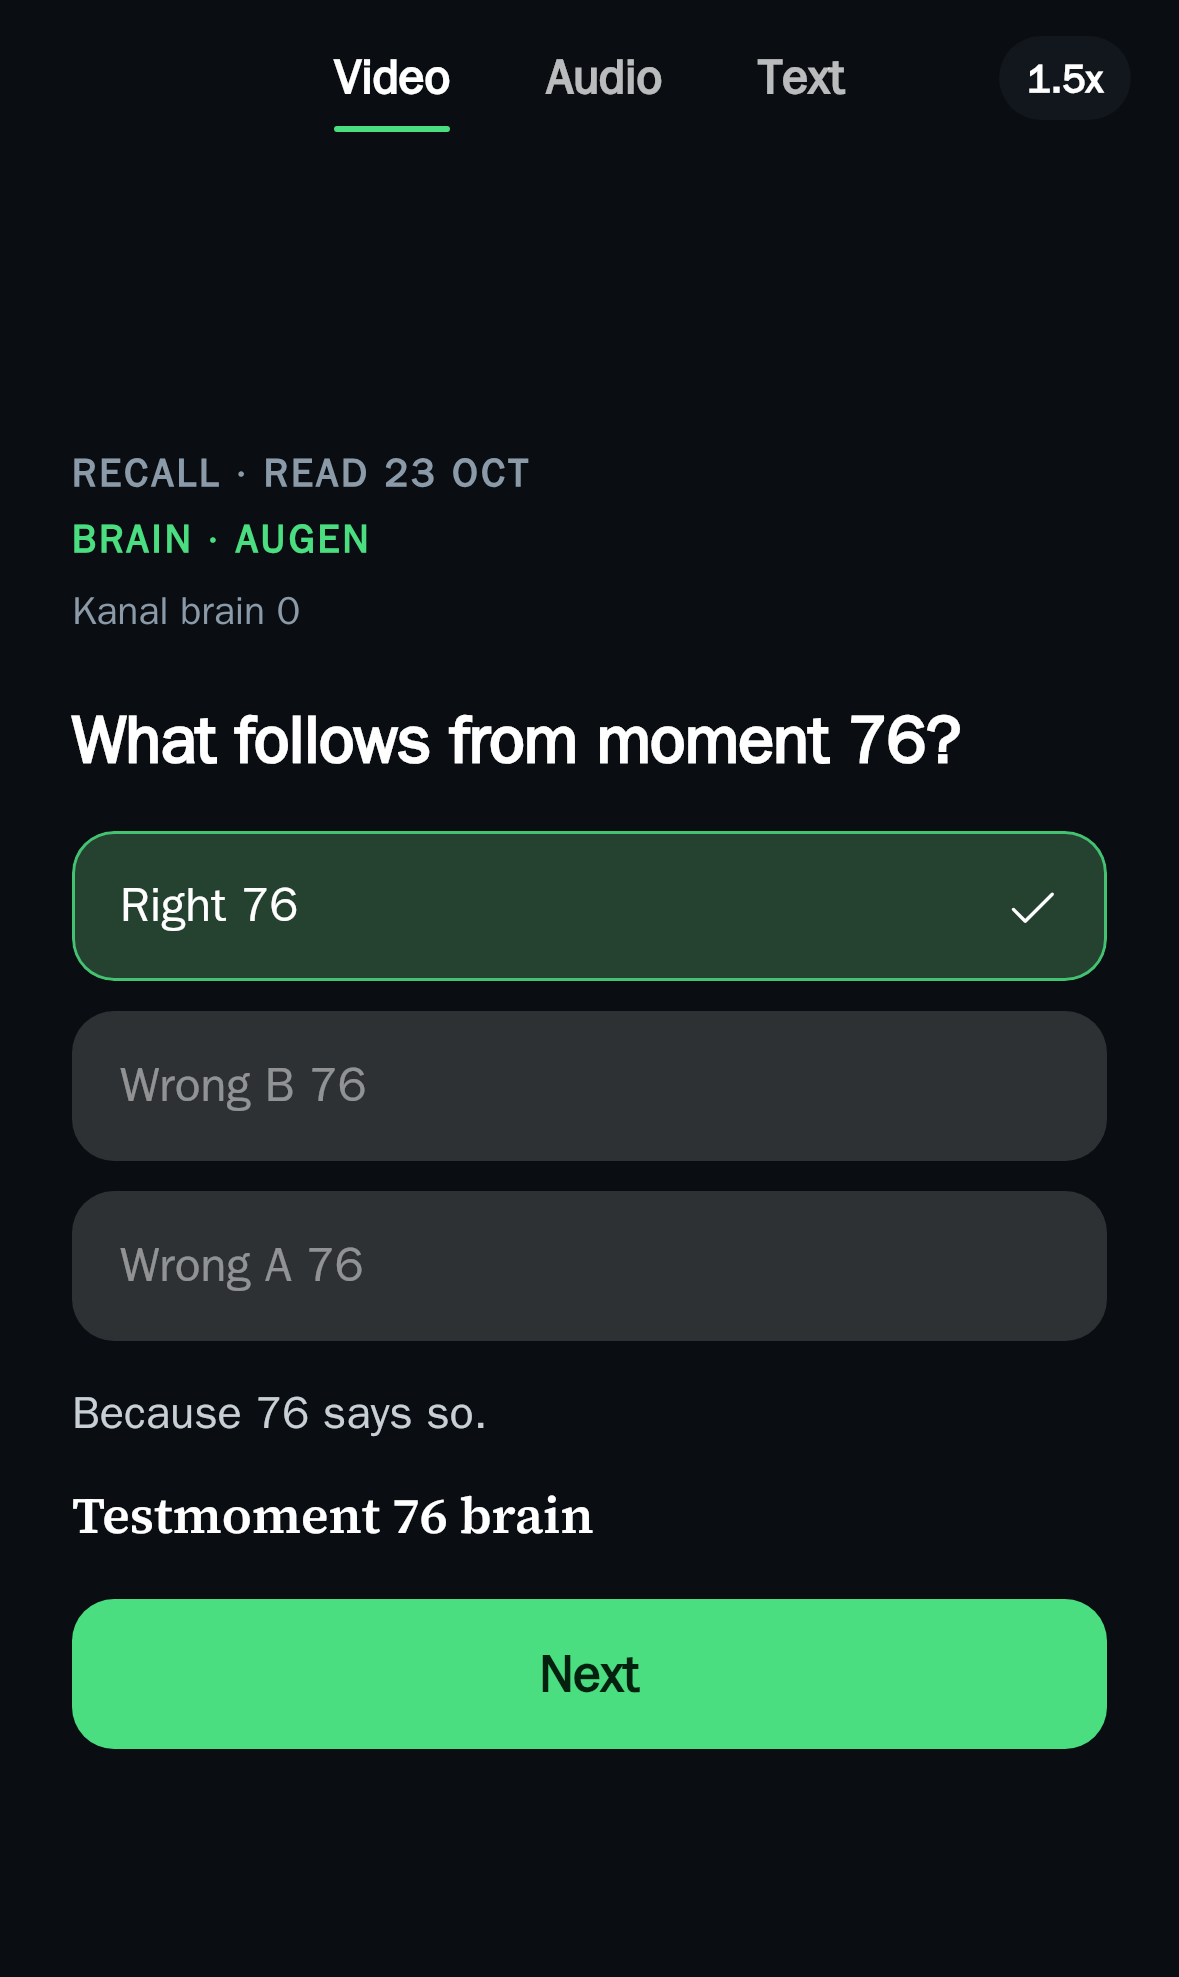 Video Audio Text 1.5x
RECALL · READ 23 OCT
BRAIN · AUGEN
Kanal brain 0
What follows from moment 76?
Right 76
Wrong B 76
Wrong A 76
Because 76 says so.
Testmoment 76 brain
Next